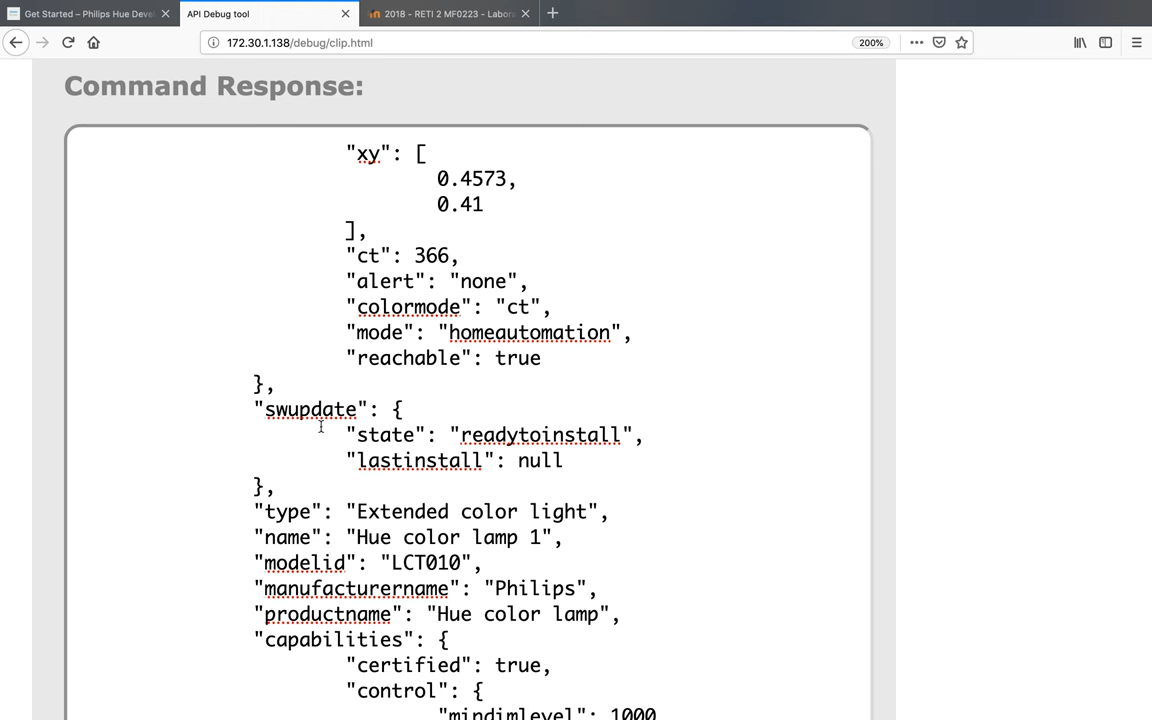 Get Started – Philips Hue Deve
API Debug tool
2018 - RETI 2 MF0223 - Labora
172.30.1.138/debug/clip.html
200%
Command Response:
"xy": [
0.4573,
0.41
],
"ct": 366,
"alert": "none",
"colormode": "ct",
"mode": "homeautomation",
"reachable": true
},
"swupdate": {
"state": "readytoinstall",
"lastinstall": null
},
"type": "Extended color light",
"name": "Hue color lamp 1",
"modelid": "LCT010",
"manufacturername": "Philips",
"productname": "Hue color lamp",
"capabilities": {
"certified": true,
"control": {
"mindimlevel": 1000